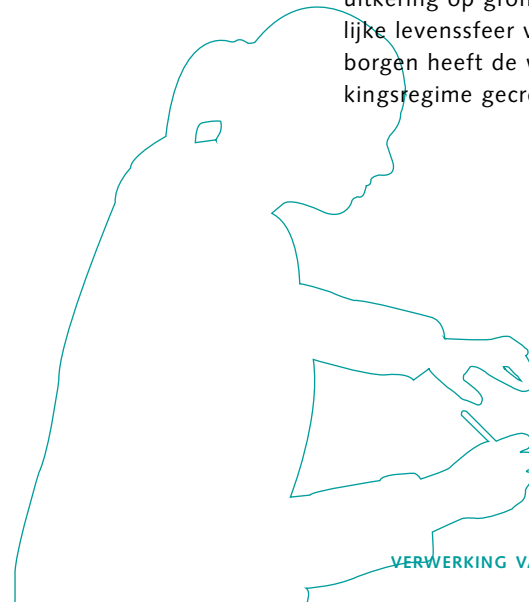 uitkering op gron
lijke levenssfeer v
borgen heeft de w
kingsregime gecre
VERWERKING VA